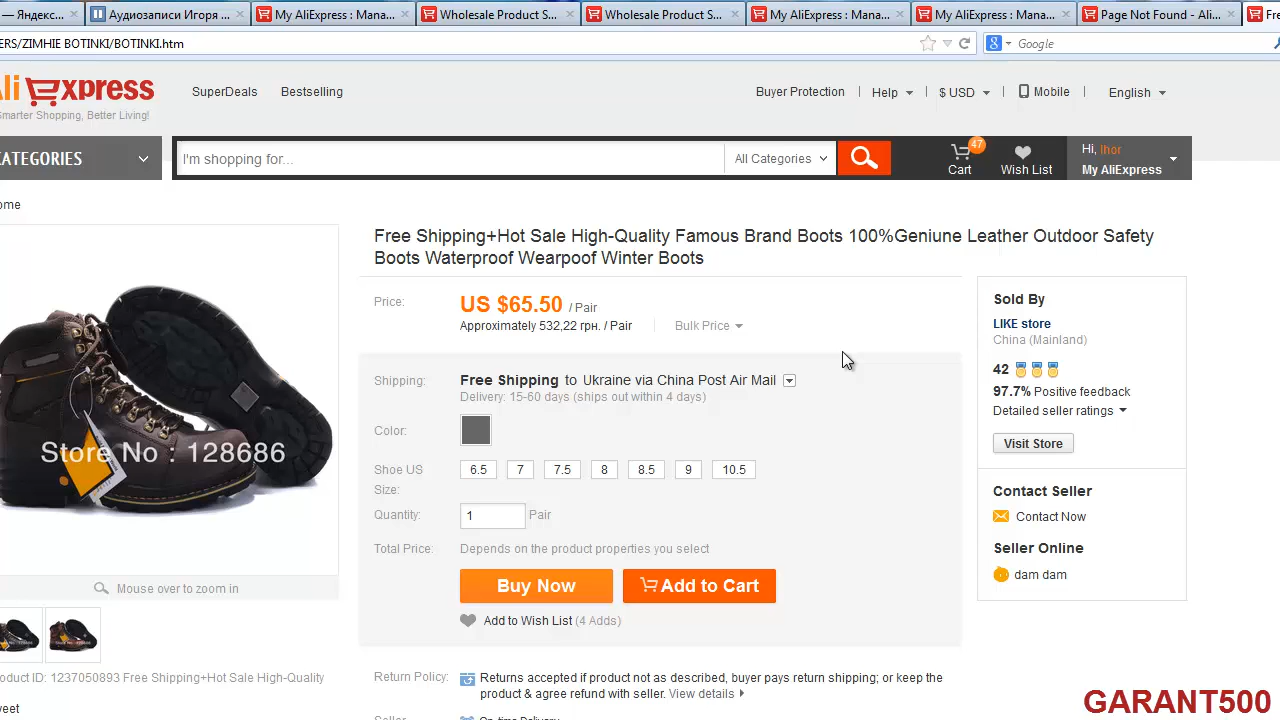 — Яндекс...
Аудиозаписи Игоря ...
My AliExpress : Mana...
Wholesale Product S...
Wholesale Product S...
My AliExpress : Mana...
My AliExpress : Mana...
Page Not Found - Ali...
Fre
ERS/ZIMHIE BOTINKI/BOTINKI.htm
Google
Ali Express
Smarter Shopping, Better Living!
SuperDeals
Bestselling
Buyer Protection
Help
$ USD
Mobile
English
CATEGORIES
I'm shopping for...
All Categories
47
Cart
Wish List
Hi, Ihor
My AliExpress
ome
Free Shipping+Hot Sale High-Quality Famous Brand Boots 100%Geniune Leather Outdoor Safety
Boots Waterproof Wearpoof Winter Boots
Price:
US $65.50 / Pair
Approximately 532,22 грн. / Pair
Bulk Price
Shipping:
Free Shipping to Ukraine via China Post Air Mail
Delivery: 15-60 days (ships out within 4 days)
Color:
Shoe US
Size:
6.5 7 7.5 8 8.5 9 10.5
Quantity:
1 Pair
Total Price:
Depends on the product properties you select
Buy Now
Add to Cart
Add to Wish List (4 Adds)
Return Policy:
Returns accepted if product not as described, buyer pays return shipping; or keep the
product & agree refund with seller. View details
Seller
On-time Delivery
Sold By
LIKE store
China (Mainland)
42
97.7% Positive feedback
Detailed seller ratings
Visit Store
Contact Seller
Contact Now
Seller Online
dam dam
Store No : 128686
Mouse over to zoom in
oduct ID: 1237050893 Free Shipping+Hot Sale High-Quality
weet
GARANT500